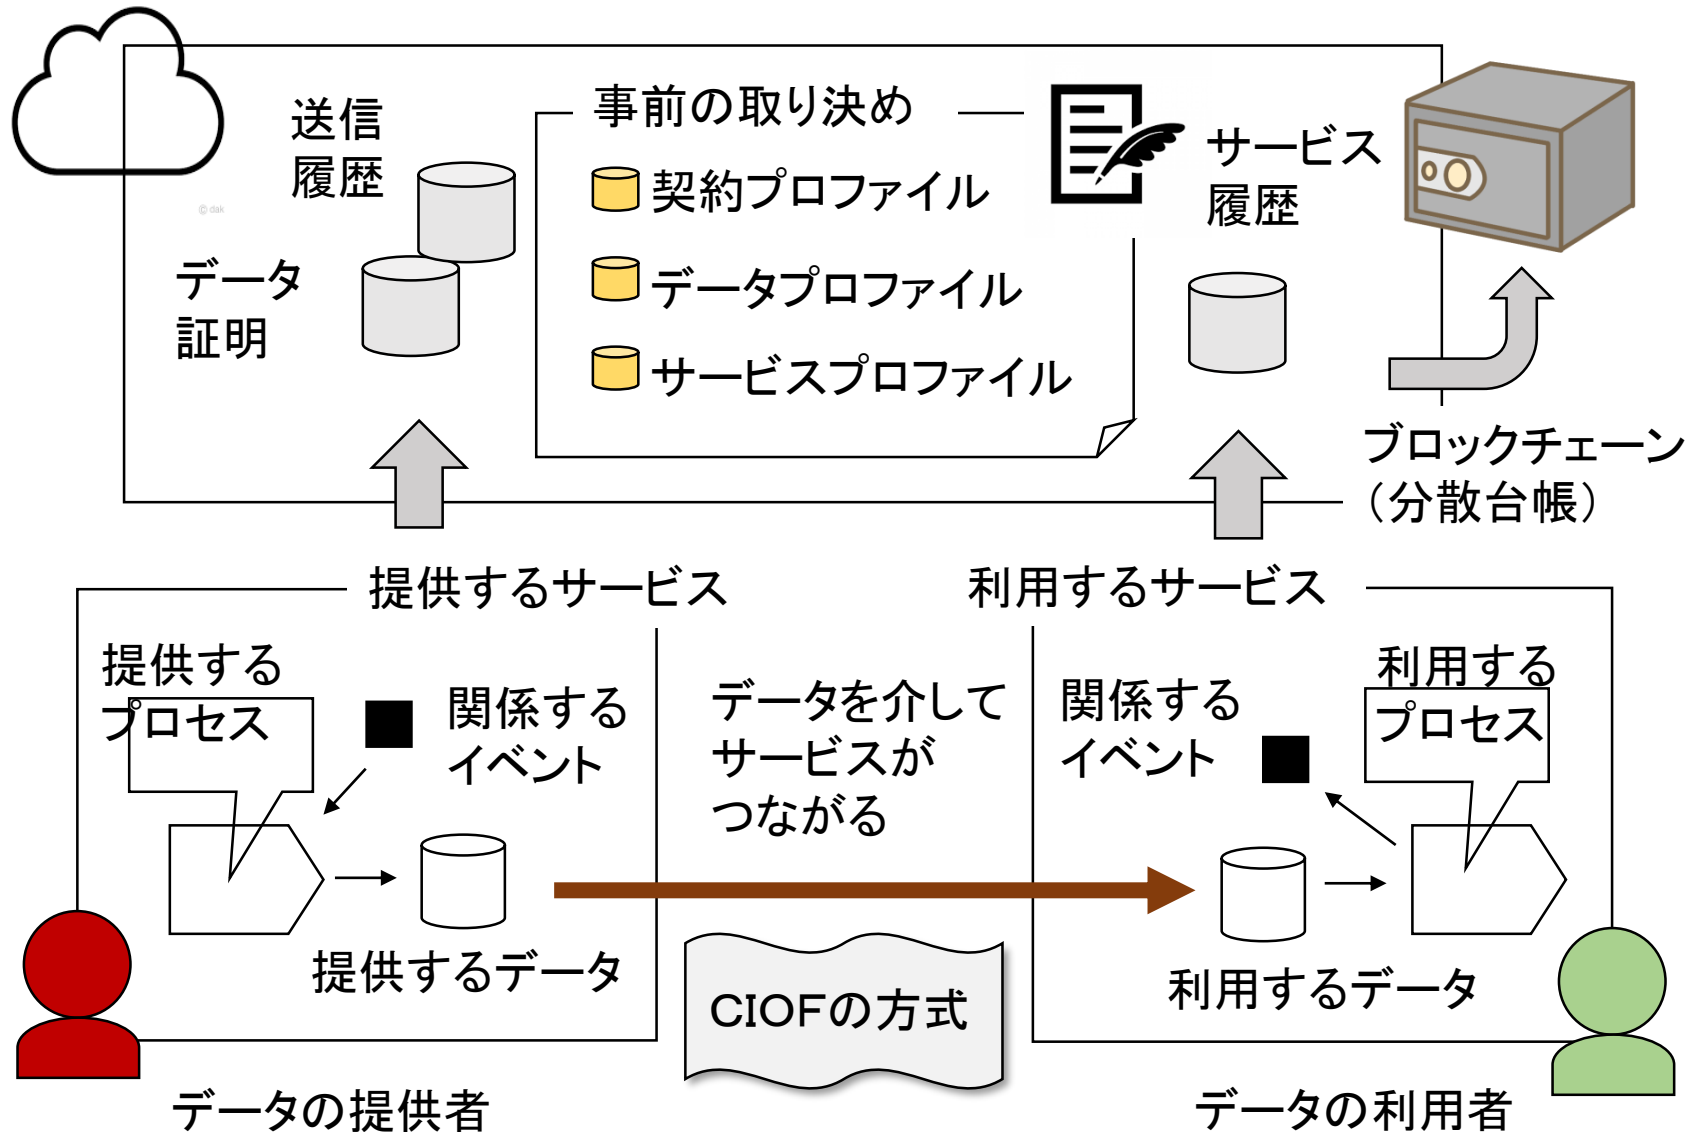 送信
履歴
事前の取り決め
サービス
履歴
契約プロファイル
© dak
データ
証明
データプロファイル
サービスプロファイル
ブロックチェーン
（分散台帳）
提供するサービス
利用するサービス
提供する
プロセス
関係する
イベント
データを介して
サービスが
つながる
関係する
イベント
利用する
プロセス
提供するデータ
利用するデータ
CIOFの方式
データの提供者
データの利用者